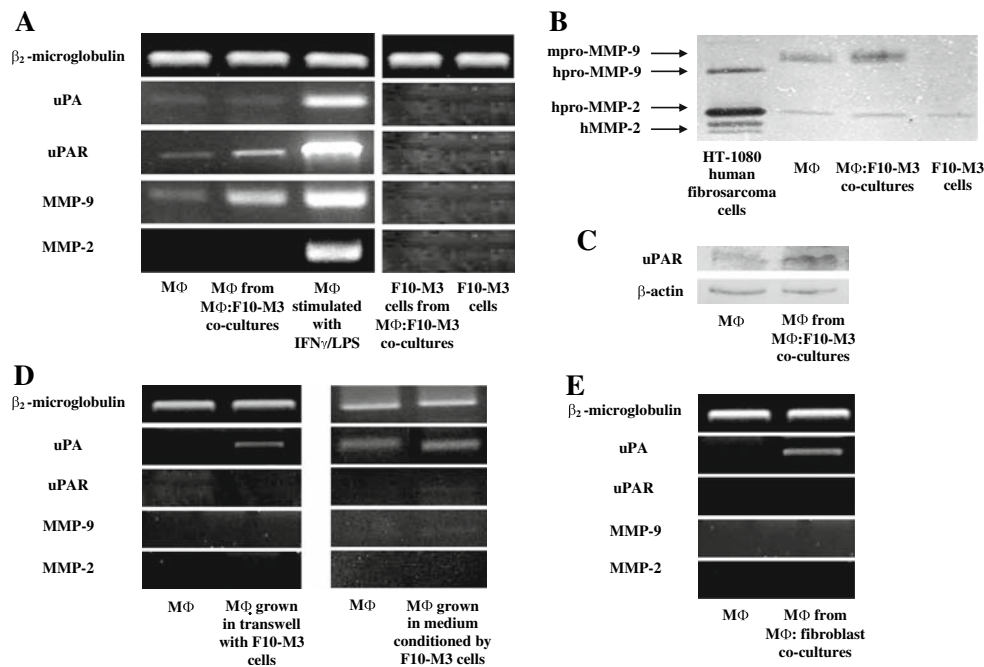 A
β2-microglobulin
uPA
uPAR
MMP-9
MMP-2
MΦ
MΦ from
MΦ:F10-M3
co-cultures
MΦ
stimulated
with
IFNγ/LPS
F10-M3
cells from
MΦ:F10-M3
co-cultures
F10-M3
cells
B
mpro-MMP-9
hpro-MMP-9
hpro-MMP-2
hMMP-2
HT-1080
human
fibrosarcoma
cells
MΦ
MΦ:F10-M3
co-cultures
F10-M3
cells
C
uPAR
β-actin
MΦ
MΦ from
MΦ:F10-M3
co-cultures
D
β2-microglobulin
uPA
uPAR
MMP-9
MMP-2
MΦ
MΦ grown
in transwell
with F10-M3
cells
MΦ
MΦ grown
in medium
conditioned by
F10-M3 cells
E
β2-microglobulin
uPA
uPAR
MMP-9
MMP-2
MΦ
MΦ from
MΦ: fibroblast
co-cultures